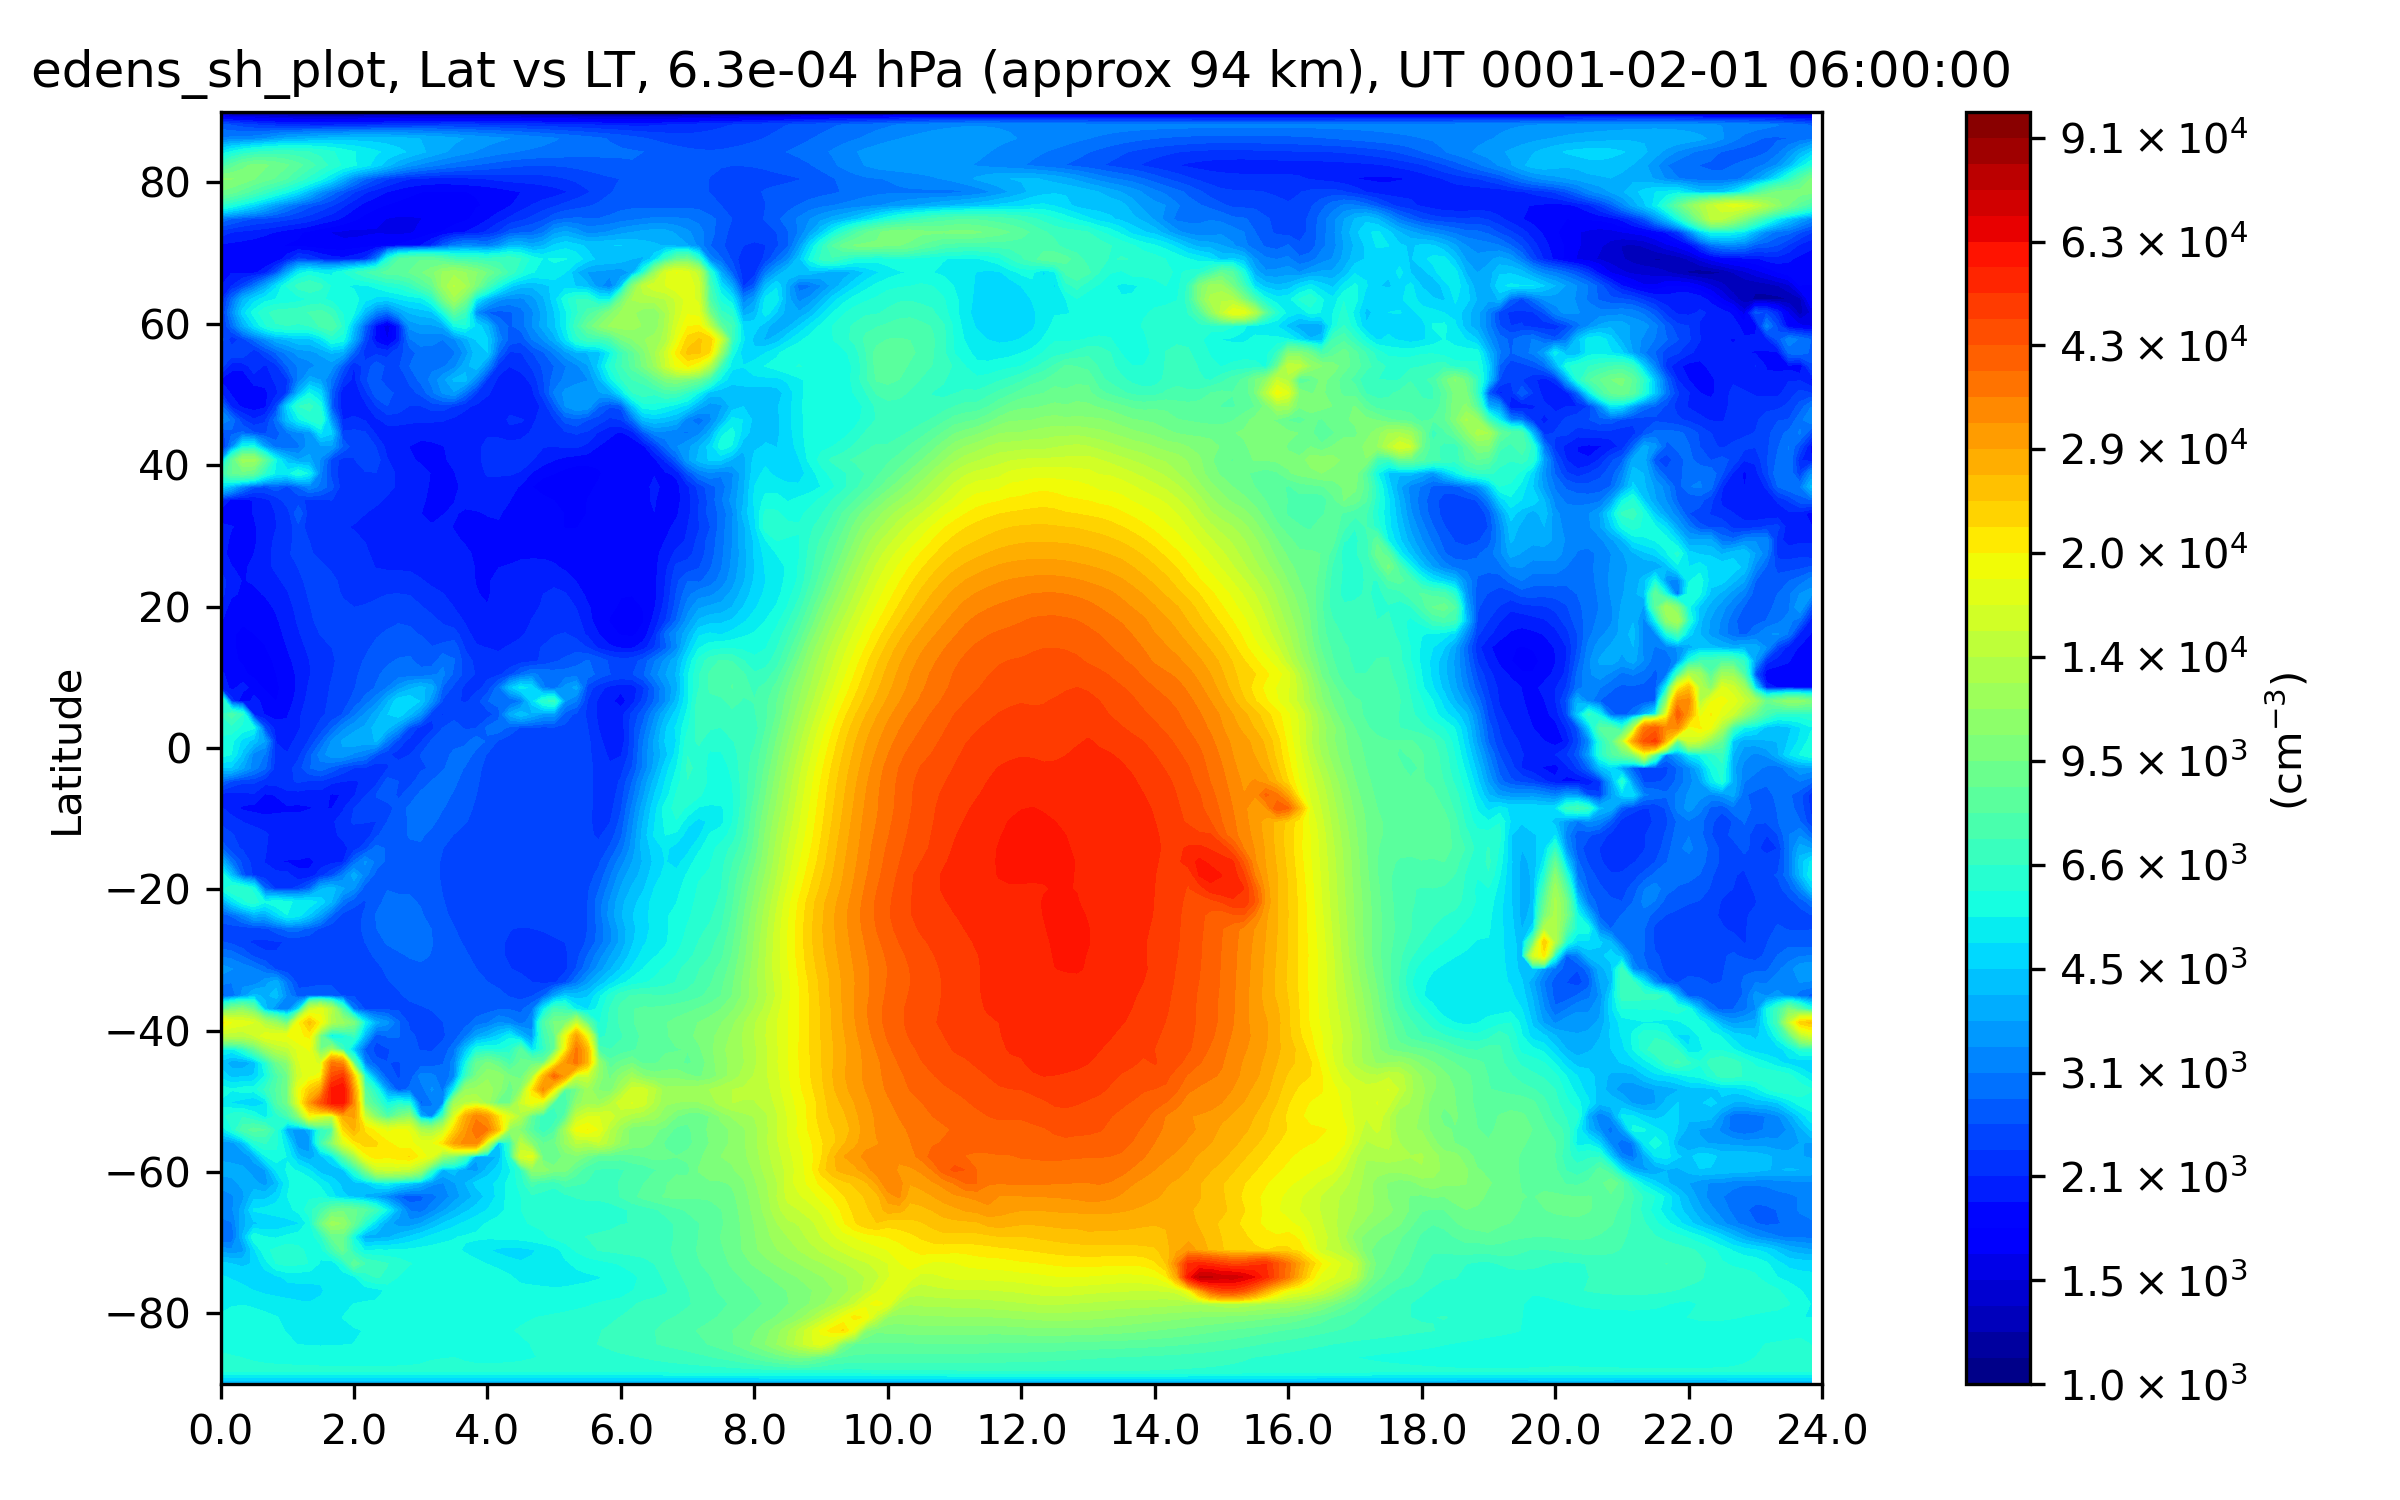 edens_sh_plot, Lat vs LT, 6.3e-04 hPa (approx 94 km), UT 0001-02-01 06:00:00
Latitude
80
60
40
20
0
−20
−40
−60
−80
0.0 2.0 4.0 6.0 8.0 10.0 12.0 14.0 16.0 18.0 20.0 22.0 24.0
9.1 × 10⁴
6.3 × 10⁴
4.3 × 10⁴
2.9 × 10⁴
2.0 × 10⁴
1.4 × 10⁴
9.5 × 10³
6.6 × 10³
4.5 × 10³
3.1 × 10³
2.1 × 10³
1.5 × 10³
1.0 × 10³
(cm⁻³)